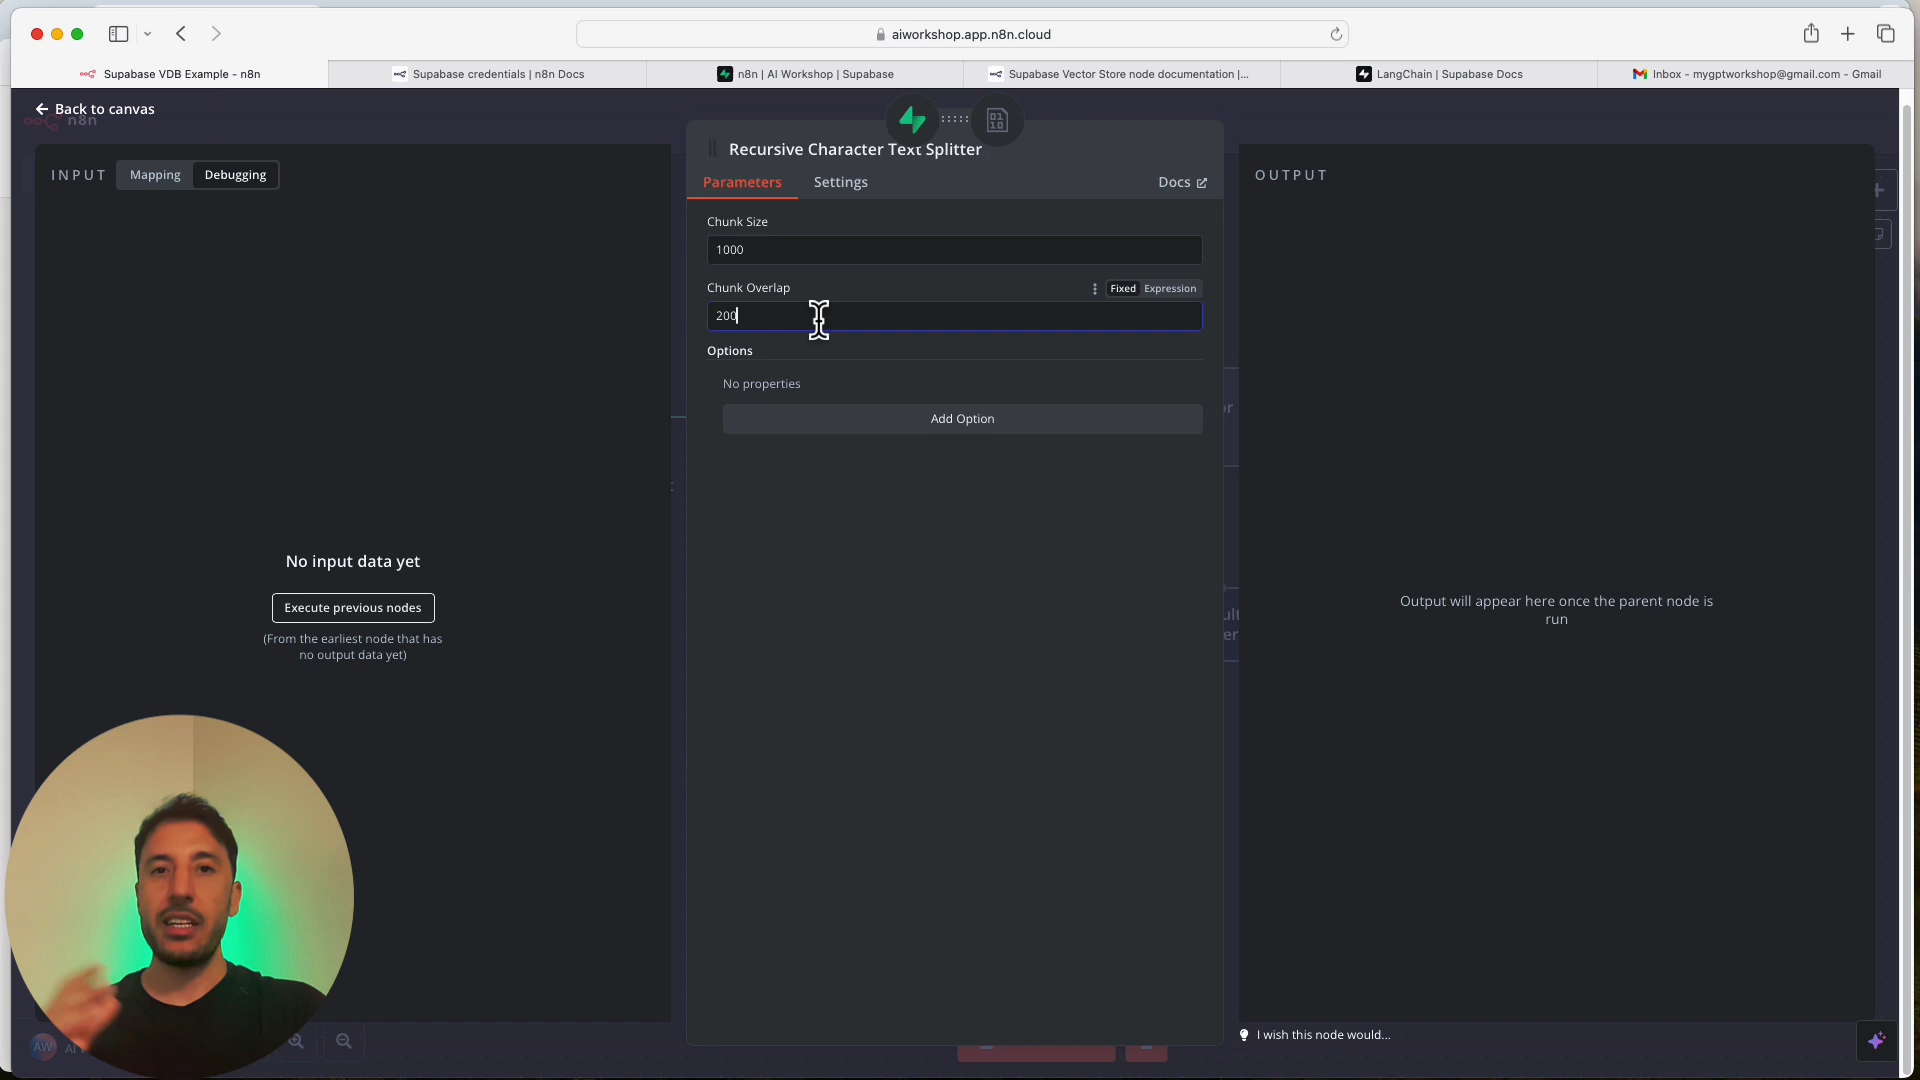 aiworkshop.app.n8n.cloud
Supabase VDB Example - n8n
Supabase credentials | n8n Docs
n8n | AI Workshop | Supabase
Supabase Vector Store node documentation |...
LangChain | Supabase Docs
Inbox - mygptworkshop@gmail.com - Gmail
Back to canvas
n8n
INPUT
Mapping
Debugging
Recursive Character Text Splitter
OUTPUT
Parameters
Settings
Docs
Chunk Size
1000
Chunk Overlap
Fixed
Expression
200
Options
No properties
Add Option
No input data yet
Execute previous nodes
(From the earliest node that has
no output data yet)
Output will appear here once the parent node is
run
I wish this node would...
AW